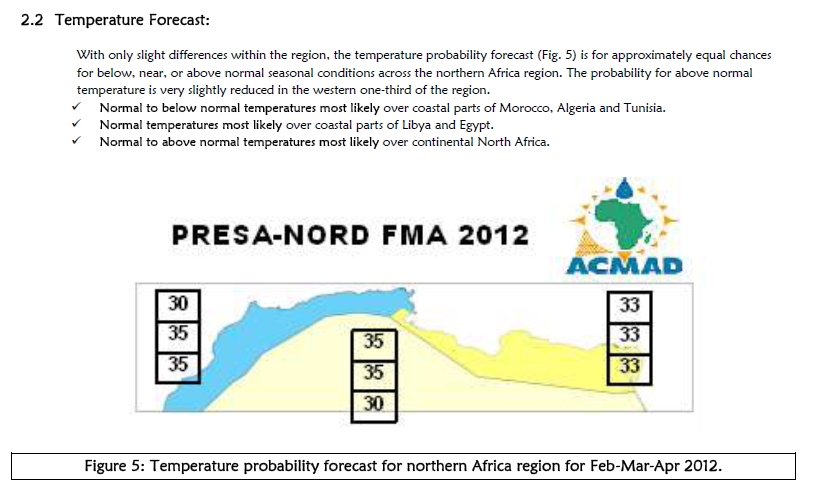 2.2 Temperature Forecast:
With only slight differences within the region, the temperature probability forecast (Fig. 5) is for approximately equal chances
for below, near, or above normal seasonal conditions across the northern Africa region. The probability for above normal
temperature is very slightly reduced in the western one-third of the region.
✓ Normal to below normal temperatures most likely over coastal parts of Morocco, Algeria and Tunisia.
✓ Normal temperatures most likely over coastal parts of Libya and Egypt.
✓ Normal to above normal temperatures most likely over continental North Africa.
PRESA-NORD FMA 2012
ACMAD
30
35
35
35
35
30
33
33
33
Figure 5: Temperature probability forecast for northern Africa region for Feb-Mar-Apr 2012.